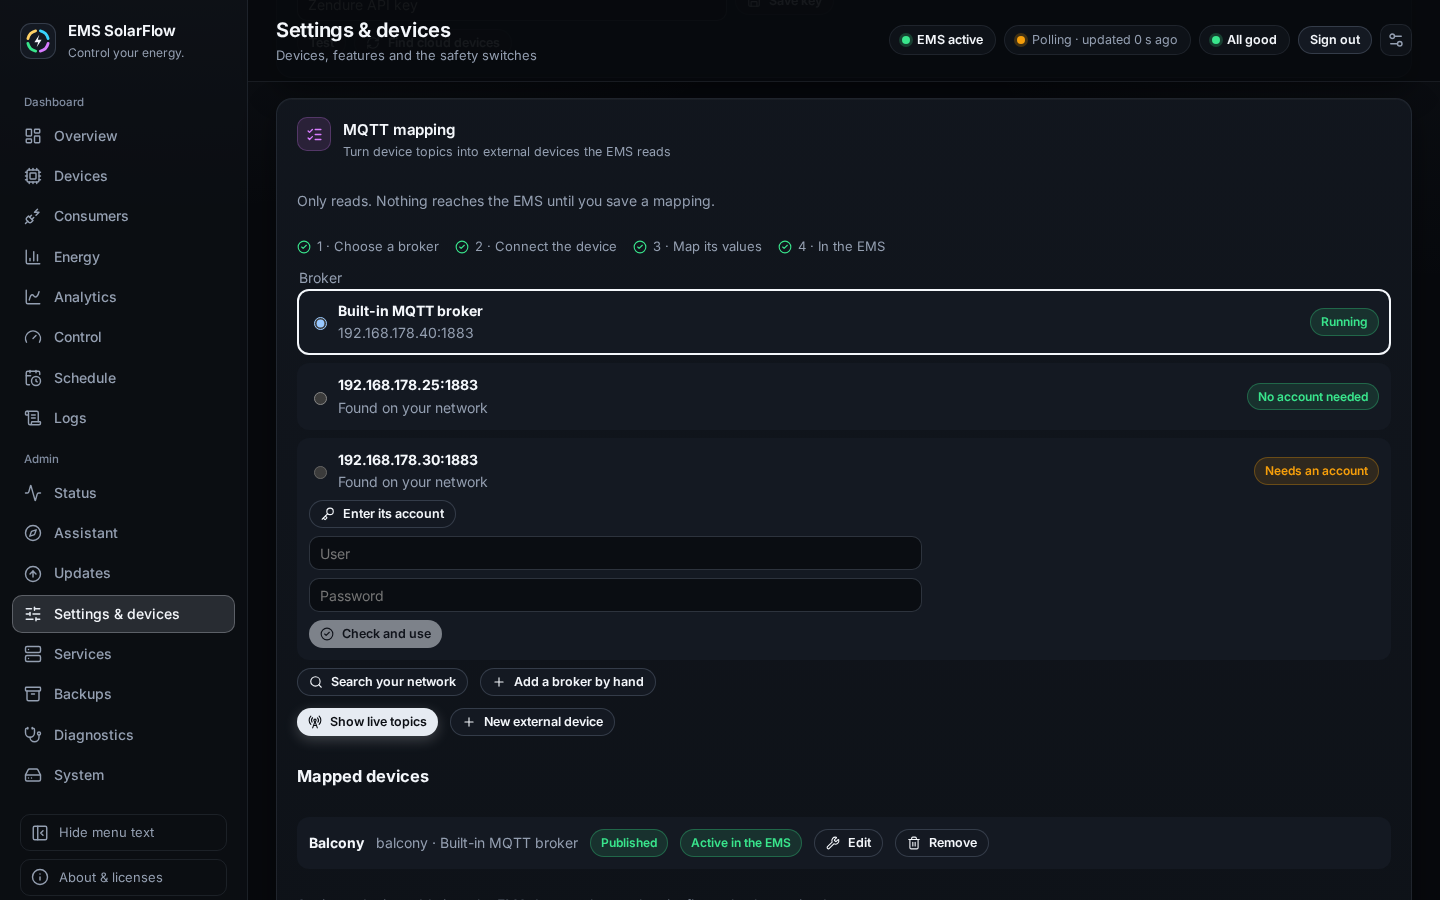 EMS SolarFlow
Control your energy.
Dashboard
Overview
Devices
Consumers
Energy
Analytics
Control
Schedule
Logs
Admin
Status
Assistant
Updates
Settings & devices
Services
Backups
Diagnostics
System
Hide menu text
About & licenses
Zendure API key
Save key
Settings & devices
Devices, features and the safety switches
EMS active
Polling · updated 0 s ago
All good
Sign out
MQTT mapping
Turn device topics into external devices the EMS reads
Only reads. Nothing reaches the EMS until you save a mapping.
1 · Choose a broker
2 · Connect the device
3 · Map its values
4 · In the EMS
Broker
Built-in MQTT broker
192.168.178.40:1883
Running
192.168.178.25:1883
Found on your network
No account needed
192.168.178.30:1883
Found on your network
Needs an account
Enter its account
User
Password
Check and use
Search your network
Add a broker by hand
Show live topics
New external device
Mapped devices
Balcony balcony · Built-in MQTT broker Published Active in the EMS Edit Remove